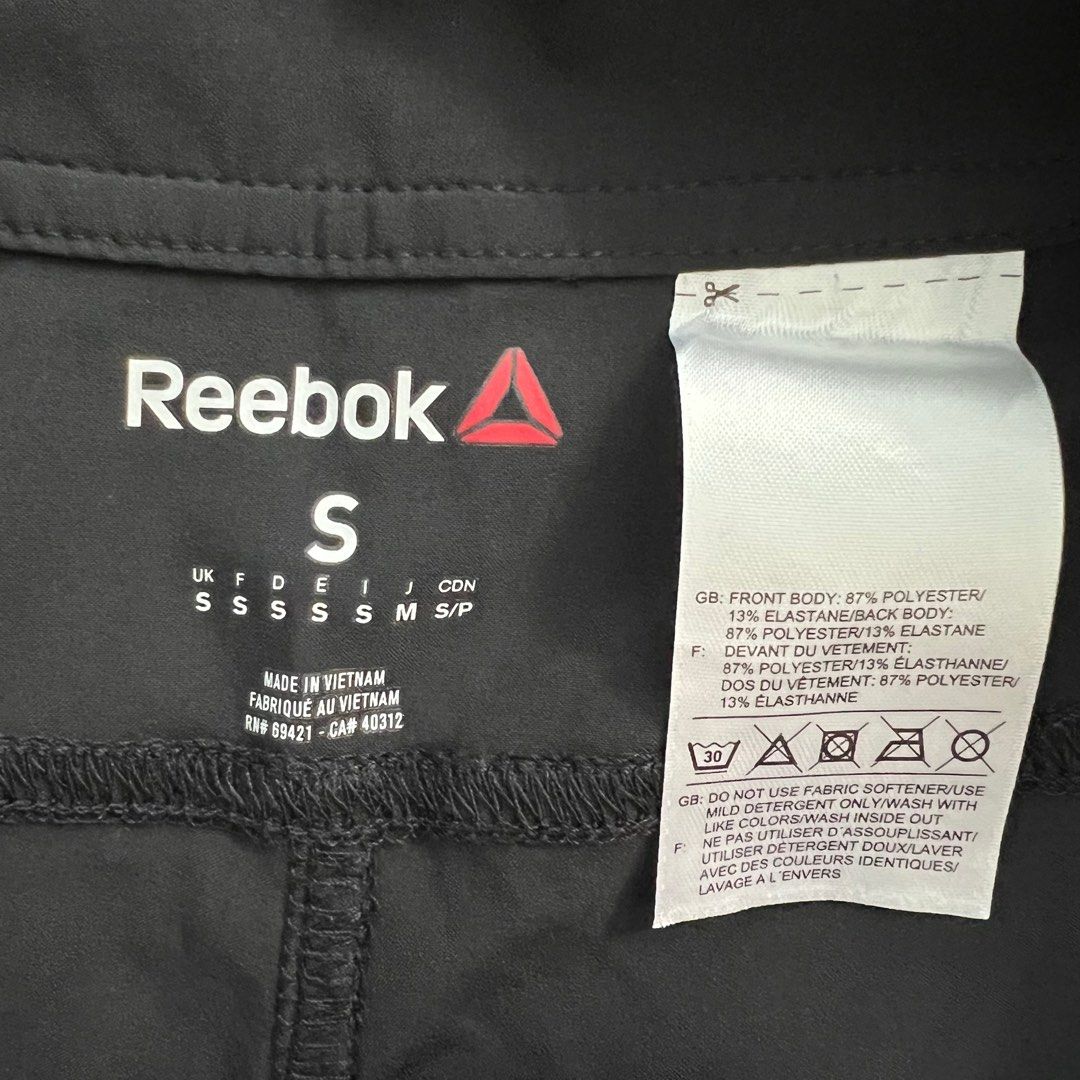 Reebok
S
UK F D E I J CDN
S S S S S M S/P
MADE IN VIETNAM
FABRIQUÉ AU VIETNAM
RN# 69421 - CA# 40312
GB: FRONT BODY: 87% POLYESTER/
13% ELASTANE/BACK BODY:
87% POLYESTER/13% ELASTANE
F: DEVANT DU VETEMENT:
87% POLYESTER/13% ÉLASTHANNE/
DOS DU VÊTEMENT: 87% POLYESTER/
13% ÉLASTHANNE
30
GB: DO NOT USE FABRIC SOFTENER/USE
MILD DETERGENT ONLY/WASH WITH
LIKE COLORS/WASH INSIDE OUT
F: NE PAS UTILISER D´ASSOUPLISSANT/
UTILISER DÉTERGENT DOUX/LAVER
AVEC DES COULEURS IDENTIQUES/
LAVAGE A L´ENVERS